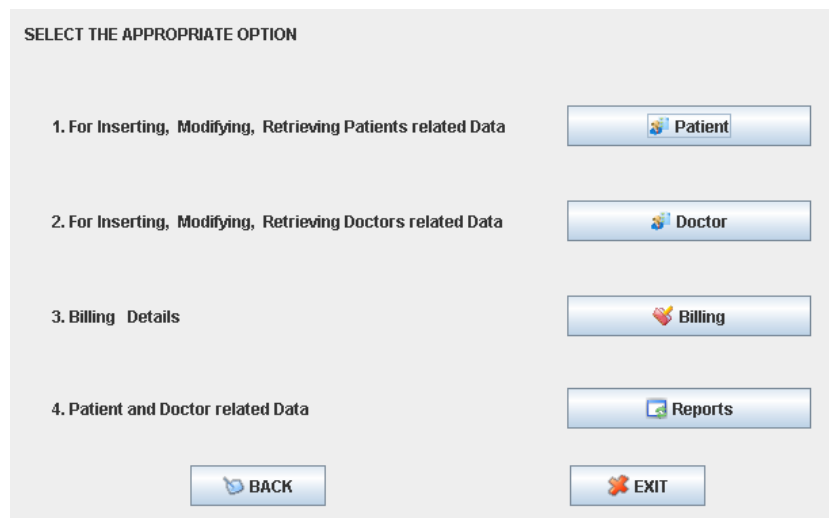 SELECT THE APPROPRIATE OPTION
1. For Inserting, Modifying, Retrieving Patients related Data Patient
2. For Inserting, Modifying, Retrieving Doctors related Data Doctor
3. Billing Details Billing
4. Patient and Doctor related Data Reports
BACK EXIT